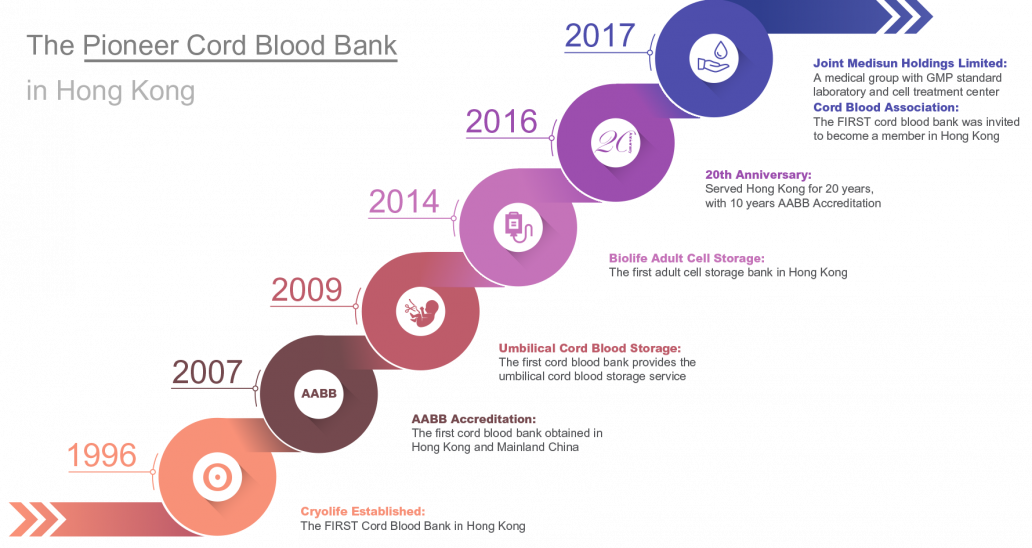 The Pioneer Cord Blood Bank
in Hong Kong
2017
Joint Medisun Holdings Limited:
A medical group with GMP standard
laboratory and cell treatment center
Cord Blood Association:
The FIRST cord blood bank was invited
to become a member in Hong Kong
2016
20
20th Anniversary:
Served Hong Kong for 20 years,
with 10 years AABB Accreditation
2014
Biolife Adult Cell Storage:
The first adult cell storage bank in Hong Kong
2009
Umbilical Cord Blood Storage:
The first cord blood bank provides the
umbilical cord blood storage service
2007
AABB
AABB Accreditation:
The first cord blood bank obtained in
Hong Kong and Mainland China
1996
Cryolife Established:
The FIRST Cord Blood Bank in Hong Kong